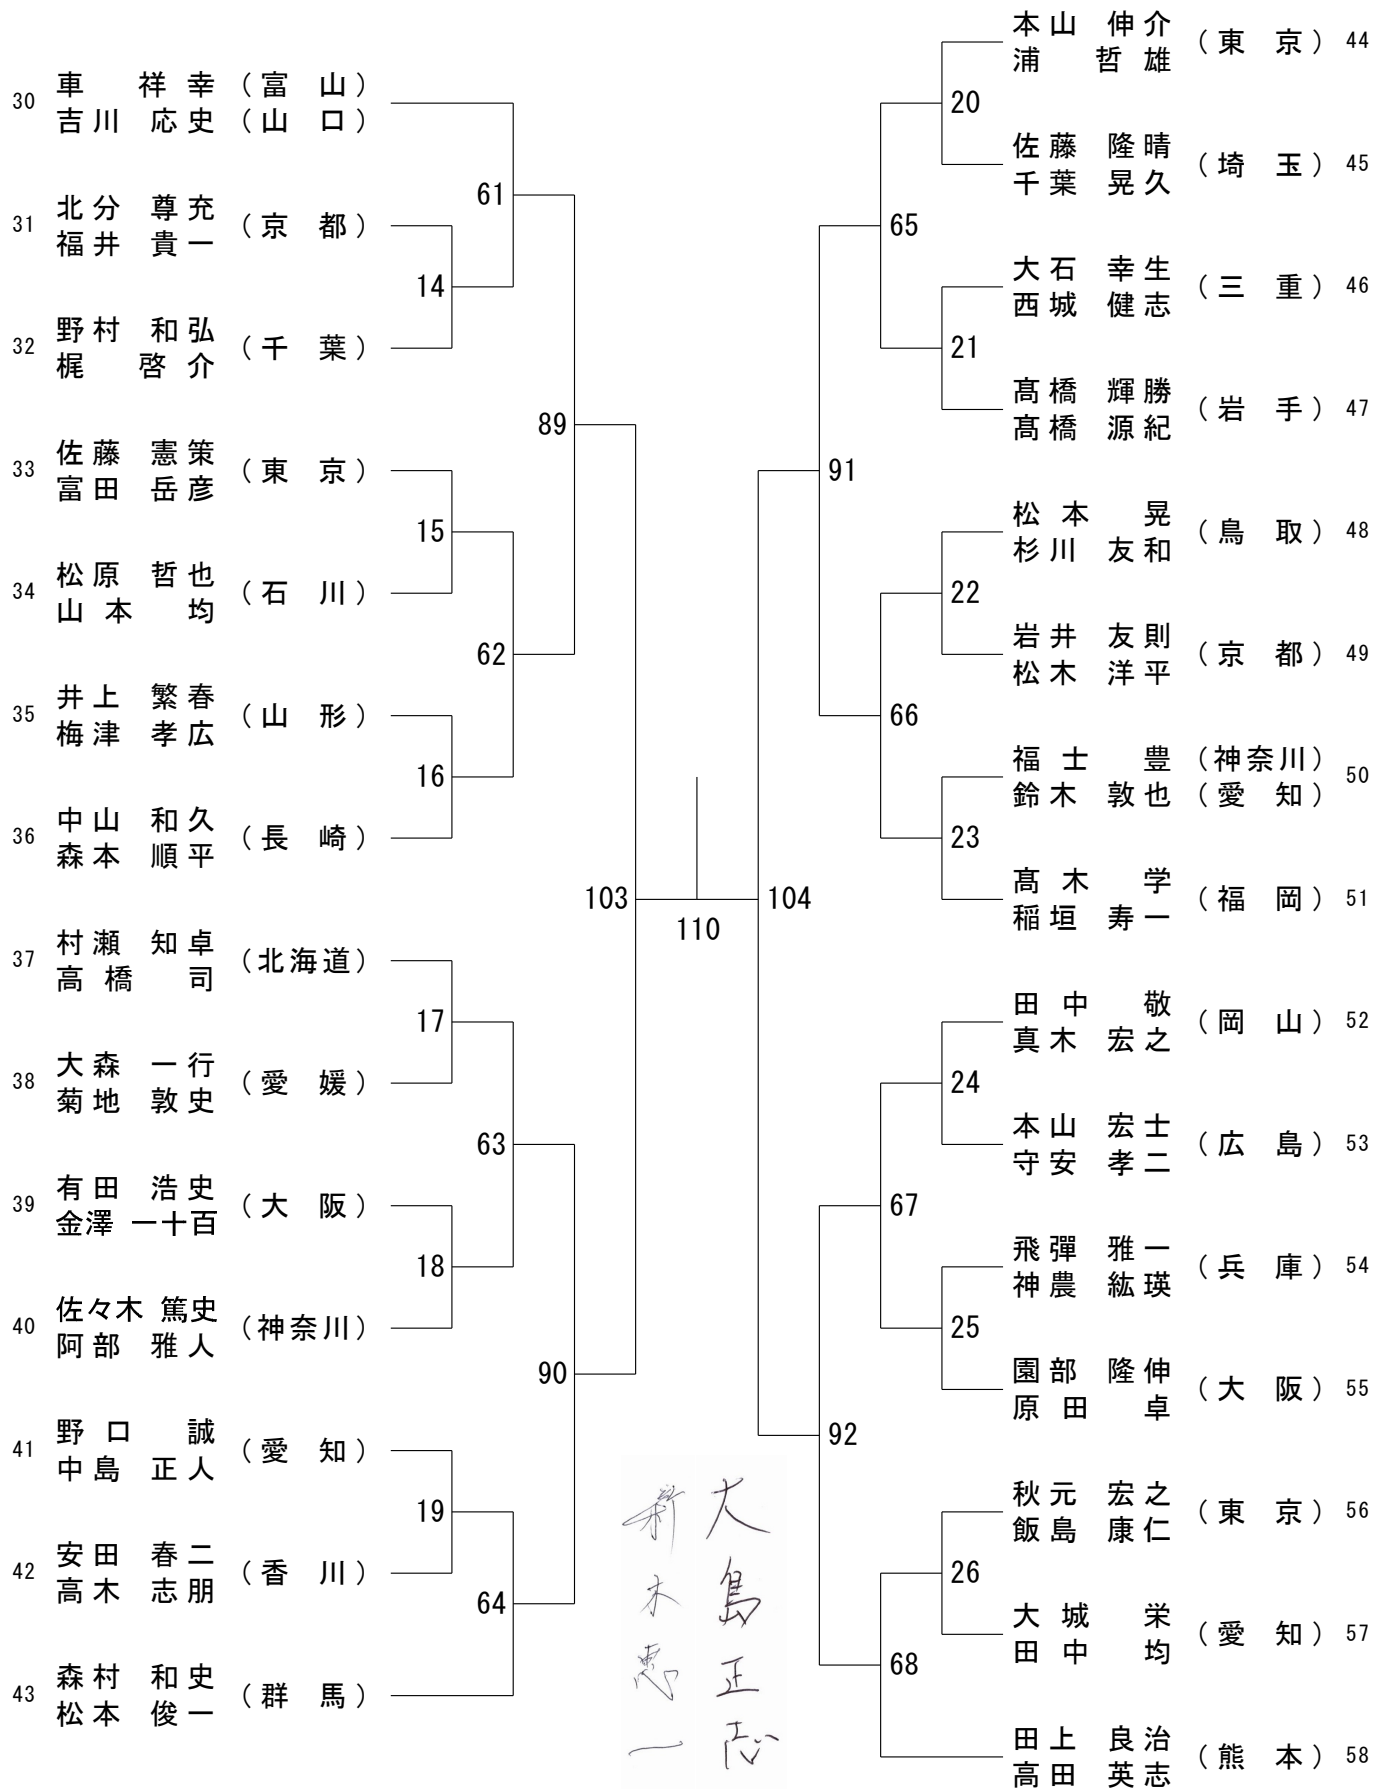 30 車 祥幸 (富山)
吉川 応史 (山口)
31 北分 尊充 (京都)
福井 貴一
32 野村 和弘 (千葉)
梶 啓介
33 佐藤 憲策 (東京)
富田 岳彦
34 松原 哲也 (石川)
山本 均
35 井上 繁春 (山形)
梅津 孝広
36 中山 和久 (長崎)
森本 順平
37 村瀬 知卓 (北海道)
高橋 司
38 大森 一行 (愛媛)
菊地 敦史
39 有田 浩史 (大阪)
金澤 一十百
40 佐々木 篤史 (神奈川)
阿部 雅人
41 野口 誠 (愛知)
中島 正人
42 安田 春二 (香川)
高木 志朋
43 森村 和史 (群馬)
松本 俊一
61
14
89
15
62
16
103
17
63
18
90
19
64
110
104
大島正志
新木恵一
本山 伸介 (東京) 44
浦 哲雄
佐藤 隆晴 (埼玉) 45
千葉 晃久
大石 幸生 (三重) 46
西城 健志
髙橋 輝勝 (岩手) 47
髙橋 源紀
松本 晃 (鳥取) 48
杉川 友和
岩井 友則 (京都) 49
松木 洋平
福士 豊 (神奈川) 50
鈴木 敦也 (愛知)
髙木 学 (福岡) 51
稲垣 寿一
田中 敬 (岡山) 52
真木 宏之
本山 宏士 (広島) 53
守安 孝二
飛彈 雅一 (兵庫) 54
神農 紘瑛
園部 隆伸 (大阪) 55
原田 卓
秋元 宏之 (東京) 56
飯島 康仁
大城 栄 (愛知) 57
田中 均
田上 良治 (熊本) 58
高田 英志
20
65
21
91
22
66
23
24
67
25
92
26
68